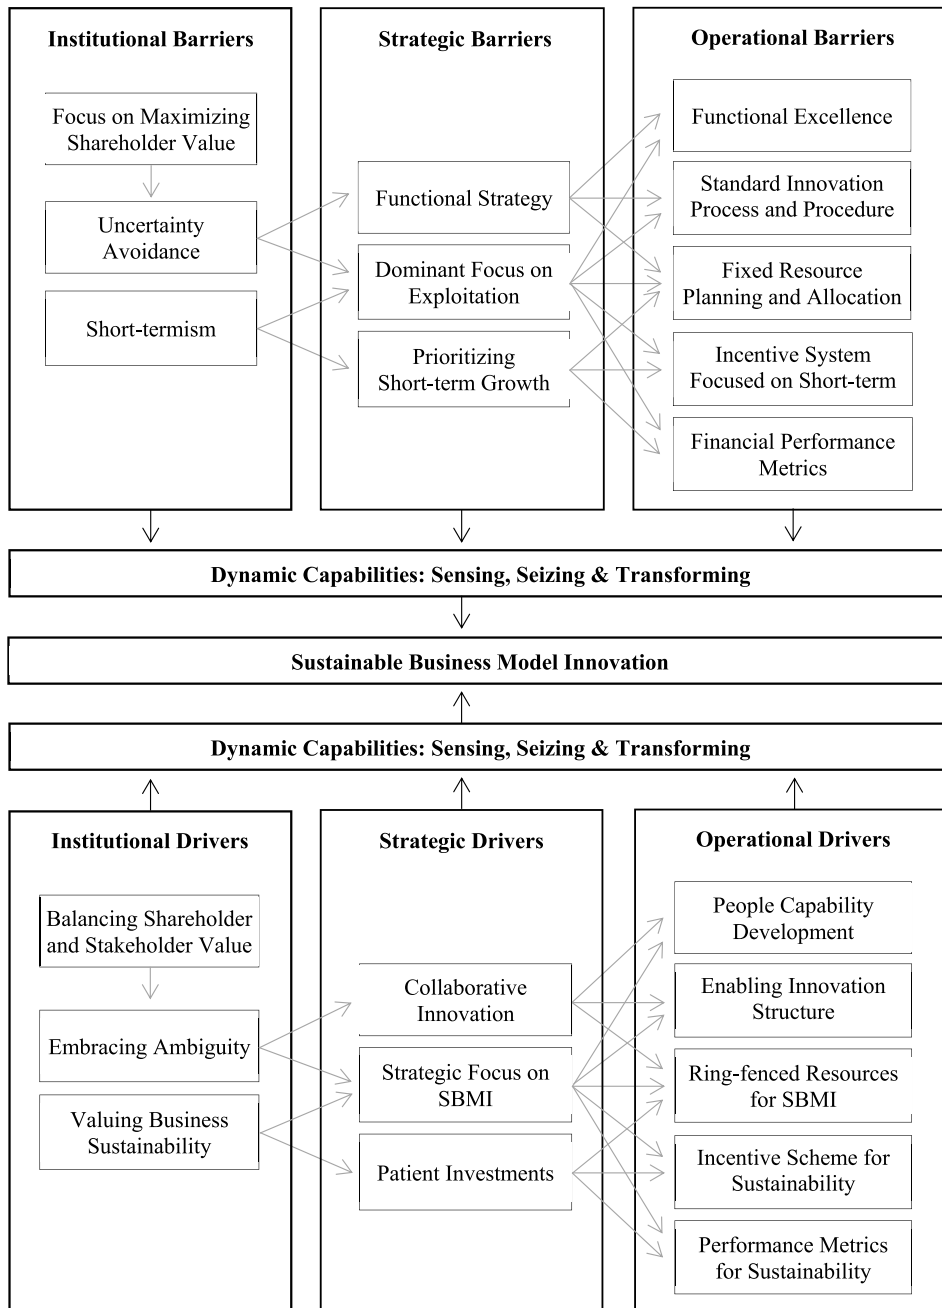 Institutional Barriers
Focus on Maximizing
Shareholder Value
Uncertainty
Avoidance
Short-termism
Strategic Barriers
Functional Strategy
Dominant Focus on
Exploitation
Prioritizing
Short-term Growth
Operational Barriers
Functional Excellence
Standard Innovation
Process and Procedure
Fixed Resource
Planning and Allocation
Incentive System
Focused on Short-term
Financial Performance
Metrics
Dynamic Capabilities: Sensing, Seizing & Transforming
Sustainable Business Model Innovation
Dynamic Capabilities: Sensing, Seizing & Transforming
Institutional Drivers
Balancing Shareholder
and Stakeholder Value
Embracing Ambiguity
Valuing Business
Sustainability
Strategic Drivers
Collaborative
Innovation
Strategic Focus on
SBMI
Patient Investments
Operational Drivers
People Capability
Development
Enabling Innovation
Structure
Ring-fenced Resources
for SBMI
Incentive Scheme for
Sustainability
Performance Metrics
for Sustainability